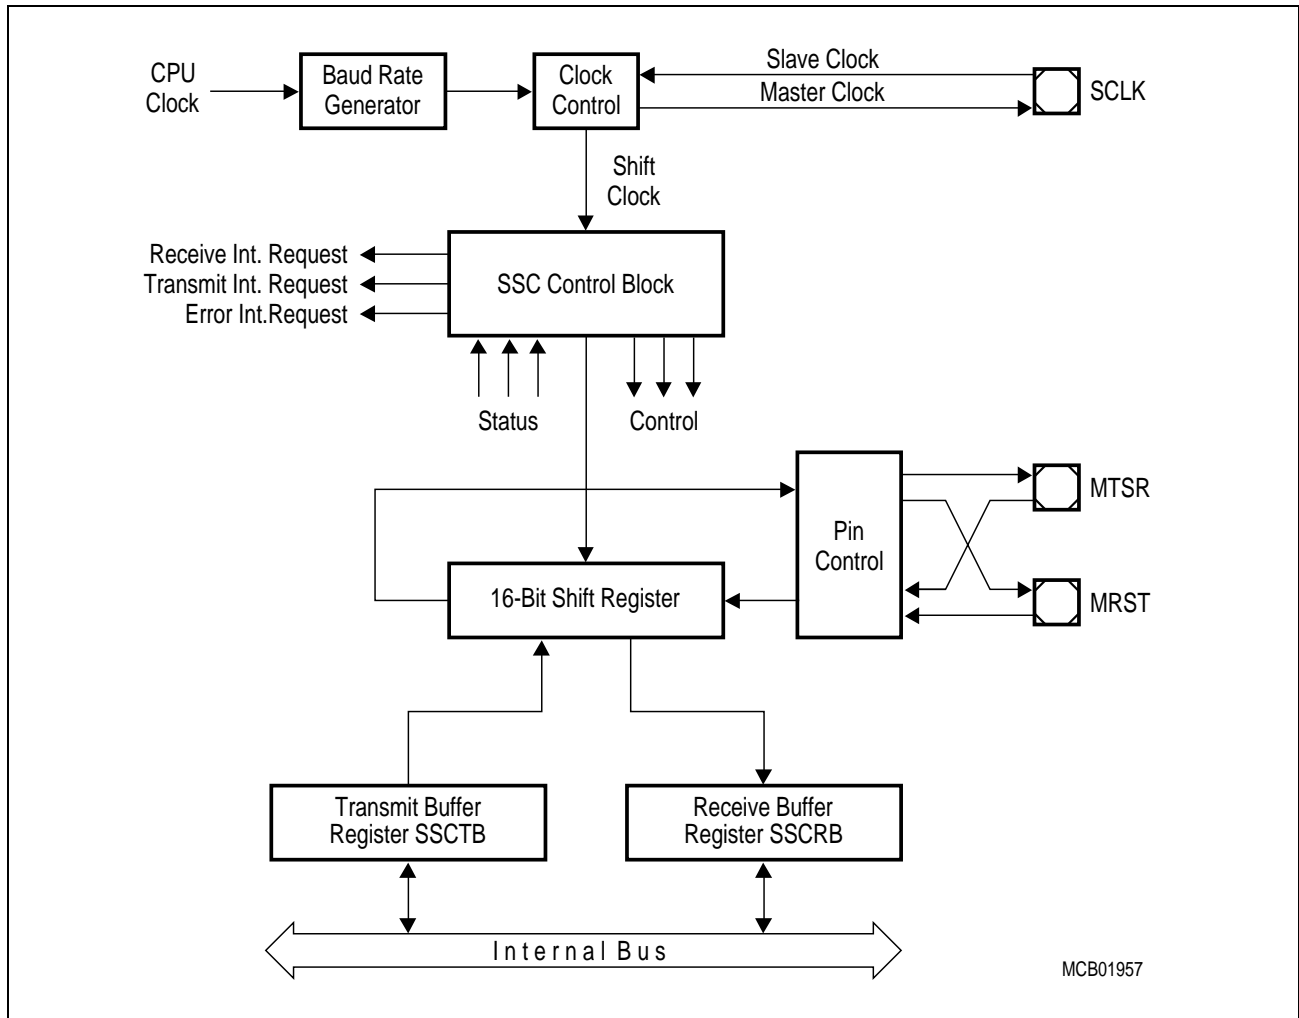 CPU
Clock
Baud Rate
Generator
Clock
Control
Slave Clock
Master Clock
SCLK
Shift
Clock
Receive Int. Request
Transmit Int. Request
Error Int.Request
SSC Control Block
Status
Control
MTSR
Pin
Control
16-Bit Shift Register
MRST
Transmit Buffer
Register SSCTB
Receive Buffer
Register SSCRB
Internal Bus
MCB01957